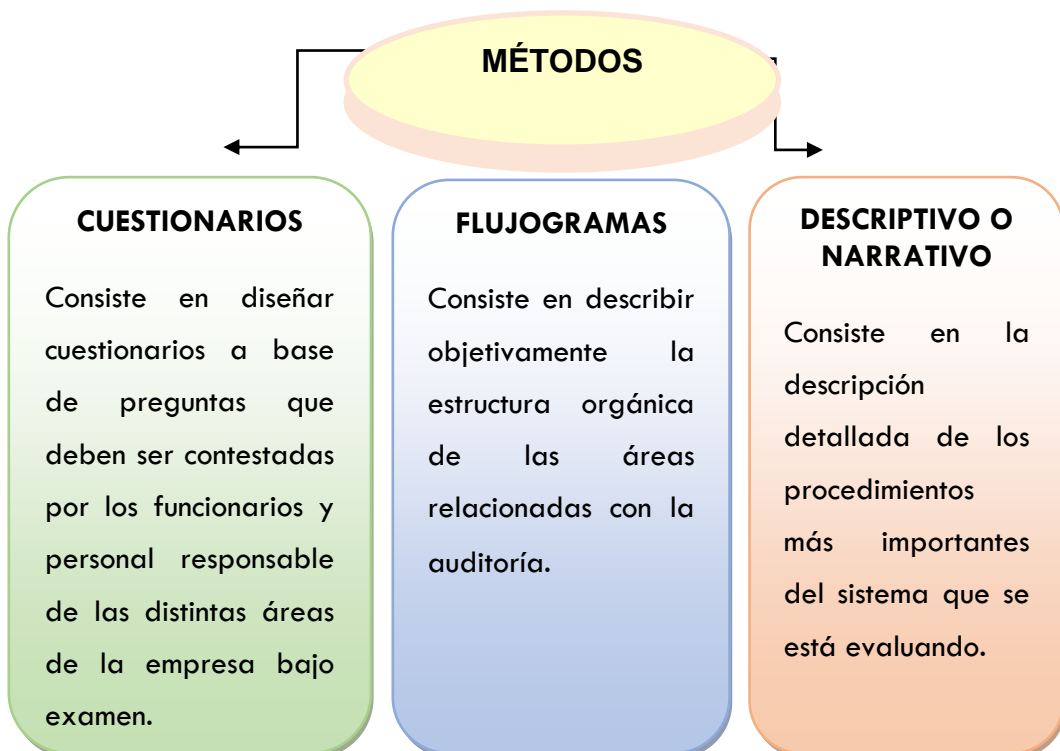 MÉTODOS
CUESTIONARIOS
Consiste en diseñar
cuestionarios a base
de preguntas que
deben ser contestadas
por los funcionarios y
personal responsable
de las distintas áreas
de la empresa bajo
examen.
FLUJOGRAMAS
Consiste en describir
objetivamente la
estructura orgánica
de las áreas
relacionadas con la
auditoría.
DESCRIPTIVO O
NARRATIVO
Consiste en la
descripción
detallada de los
procedimientos
más importantes
del sistema que se
está evaluando.